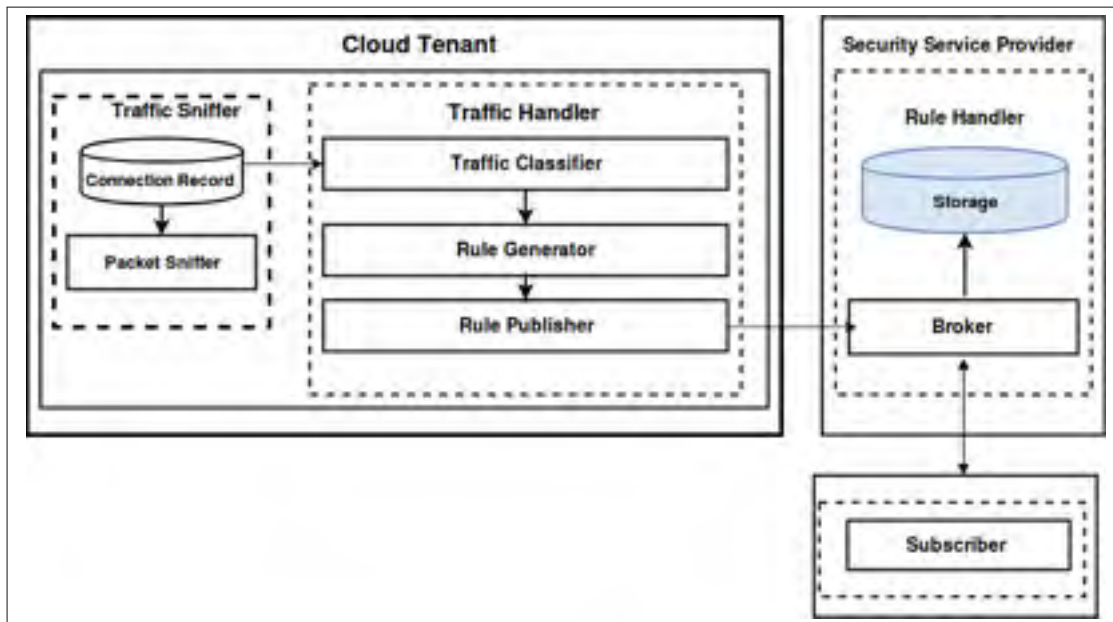 Cloud Tenant
Traffic Sniffer
Connection Record
Packet Sniffer
Traffic Handler
Traffic Classifier
Rule Generator
Rule Publisher
Security Service Provider
Rule Handler
Storage
Broker
Subscriber